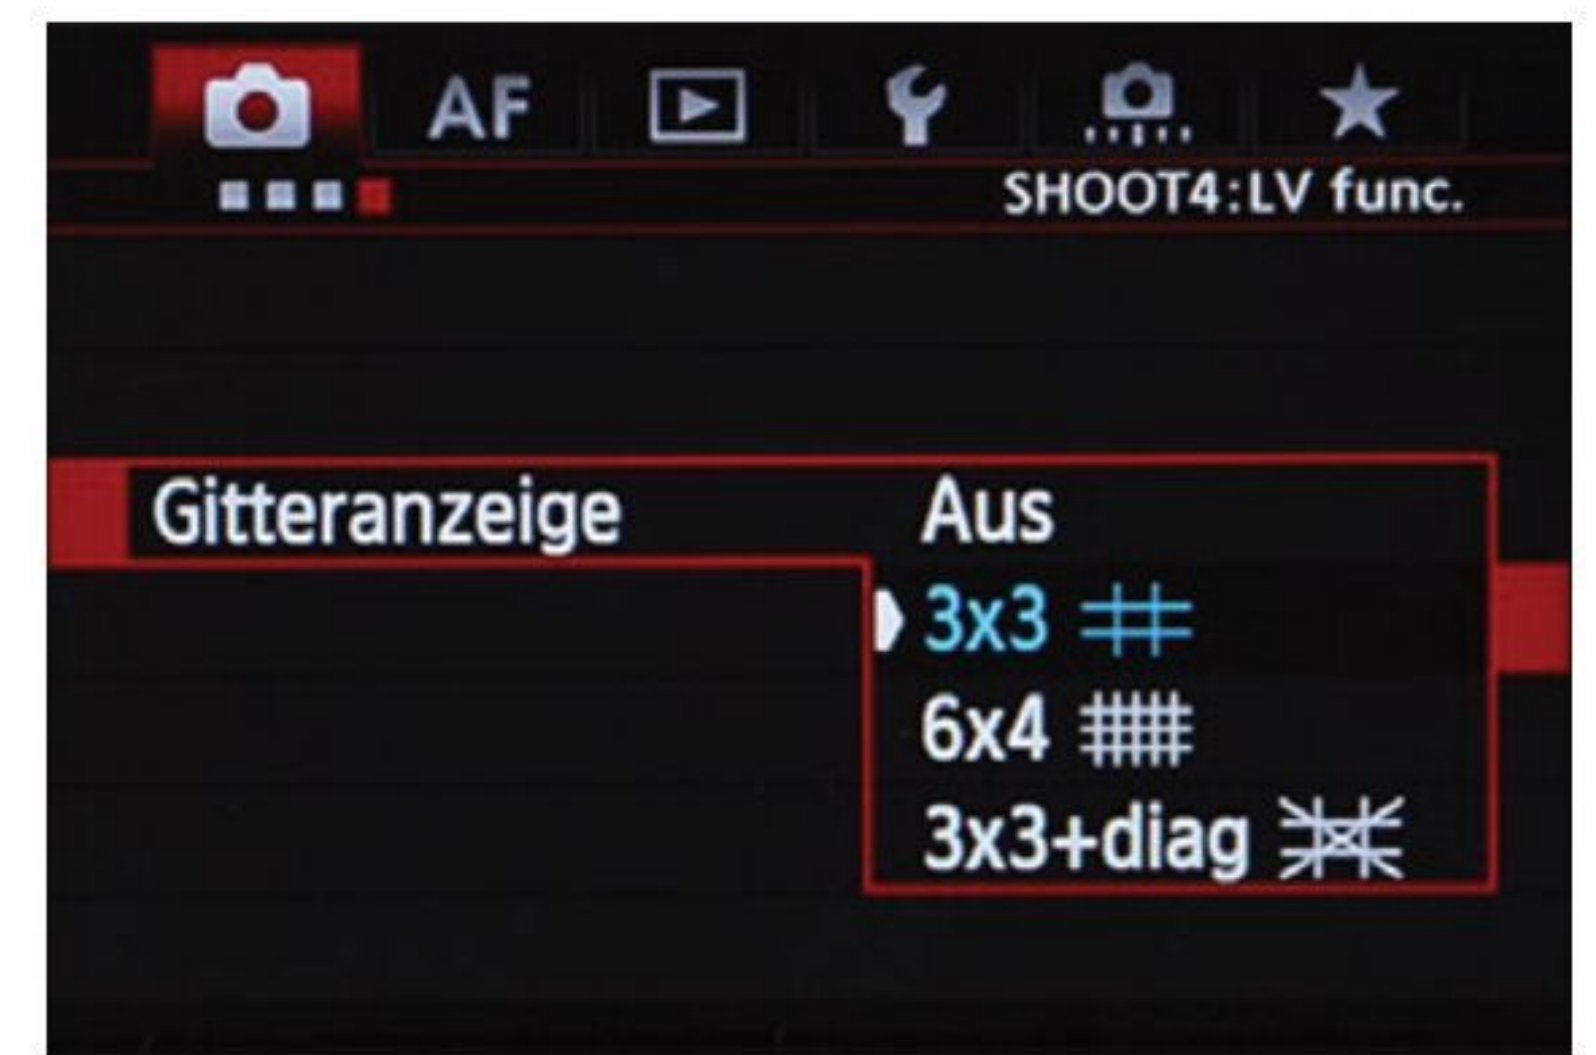 AF
SHOOT4:LV func.
Gitteranzeige Aus
3x3
6x4
3x3+diag